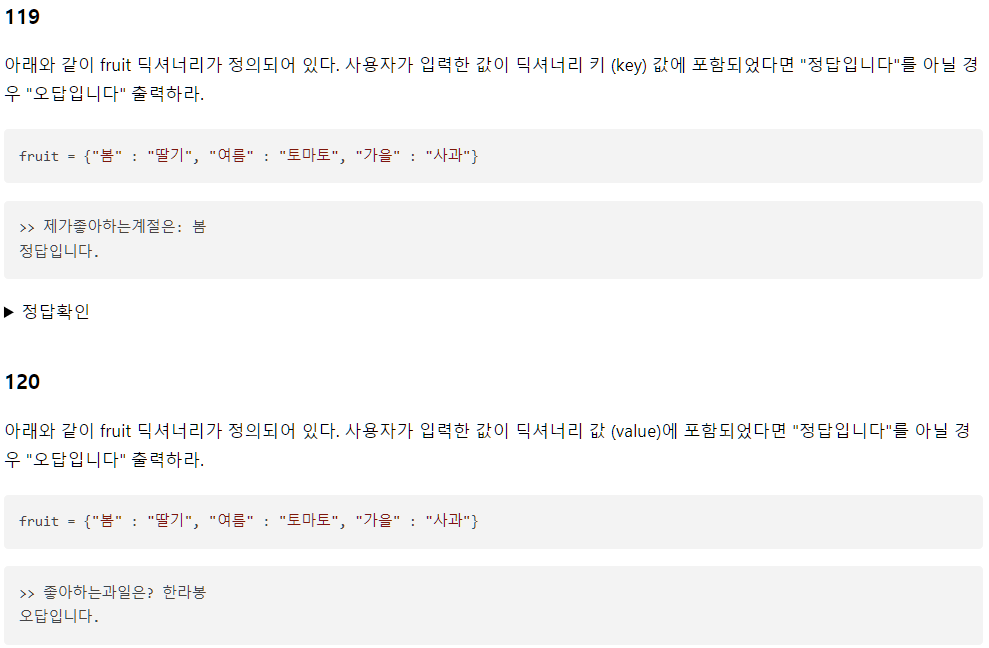 119
아래와 같이 fruit 딕셔너리가 정의되어 있다. 사용자가 입력한 값이 딕셔너리 키 (key) 값에 포함되었다면 "정답입니다"를 아닐 경
우 "오답입니다" 출력하라.
fruit = {"봄" : "딸기", "여름" : "토마토", "가을" : "사과"}
>> 제가좋아하는계절은: 봄
정답입니다.
▶ 정답확인
120
아래와 같이 fruit 딕셔너리가 정의되어 있다. 사용자가 입력한 값이 딕셔너리 값 (value)에 포함되었다면 "정답입니다"를 아닐 경
우 "오답입니다" 출력하라.
fruit = {"봄" : "딸기", "여름" : "토마토", "가을" : "사과"}
>> 좋아하는과일은? 한라봉
오답입니다.